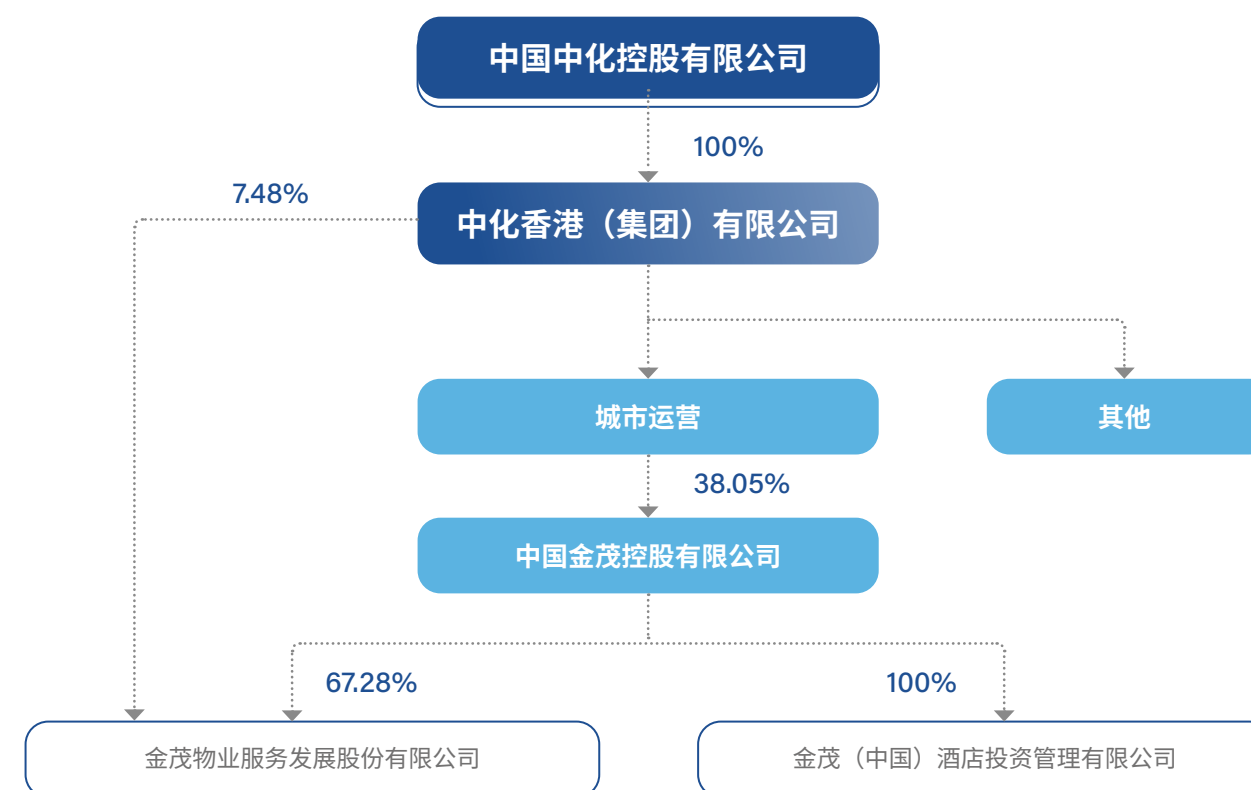 中国中化控股有限公司
100%
7.48%
中化香港（集团）有限公司
城市运营
其他
38.05%
中国金茂控股有限公司
67.28%
100%
金茂物业服务发展股份有限公司
金茂（中国）酒店投资管理有限公司